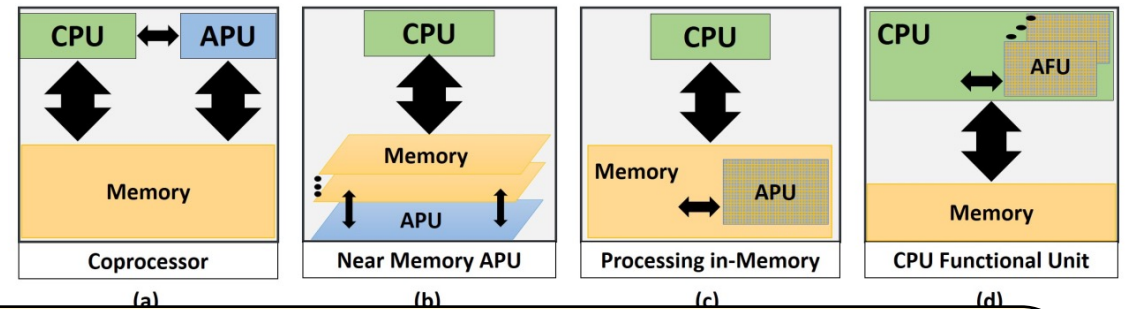 CPU
APU
Memory
Coprocessor
(a)
CPU
Memory
APU
Near Memory APU
(b)
CPU
Memory
APU
Processing in-Memory
(c)
CPU
AFU
Memory
CPU Functional Unit
(d)